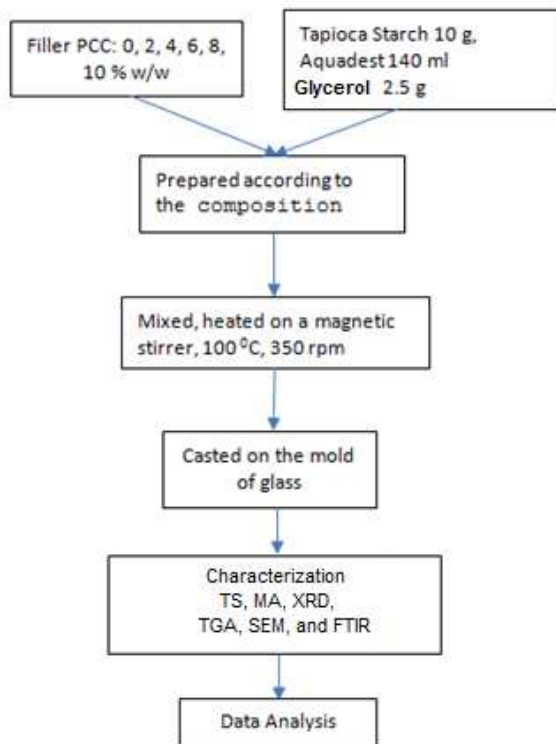 Filler PCC: 0, 2, 4, 6, 8,
10 % w/w
Tapioca Starch 10 g,
Aquadest 140 ml
Glycerol 2.5 g
Prepared according to
the composition
Mixed, heated on a magnetic
stirrer, 100 ⁰C, 350 rpm
Casted on the mold
of glass
Characterization
TS, MA, XRD,
TGA, SEM, and FTIR
Data Analysis